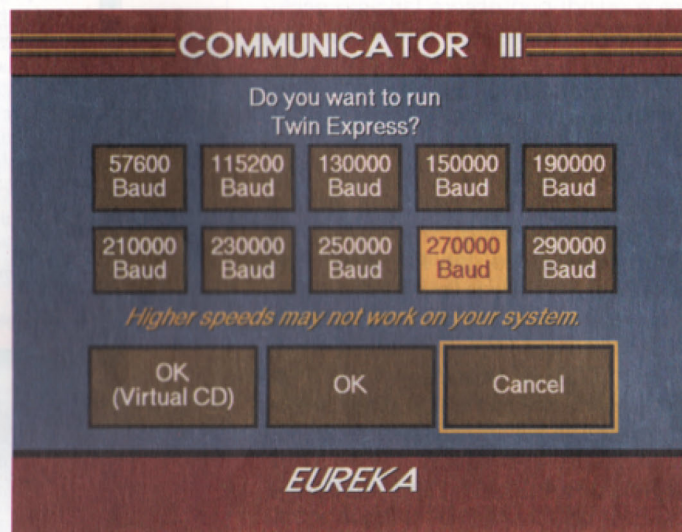 COMMUNICATOR III
Do you want to run
Twin Express?
57600 115200 130000 150000 190000
Baud Baud Baud Baud Baud
210000 230000 250000 270000 290000
Baud Baud Baud Baud Baud
Higher speeds may not work on your system.
OK
(Virtual CD) OK Cancel
EUREKA